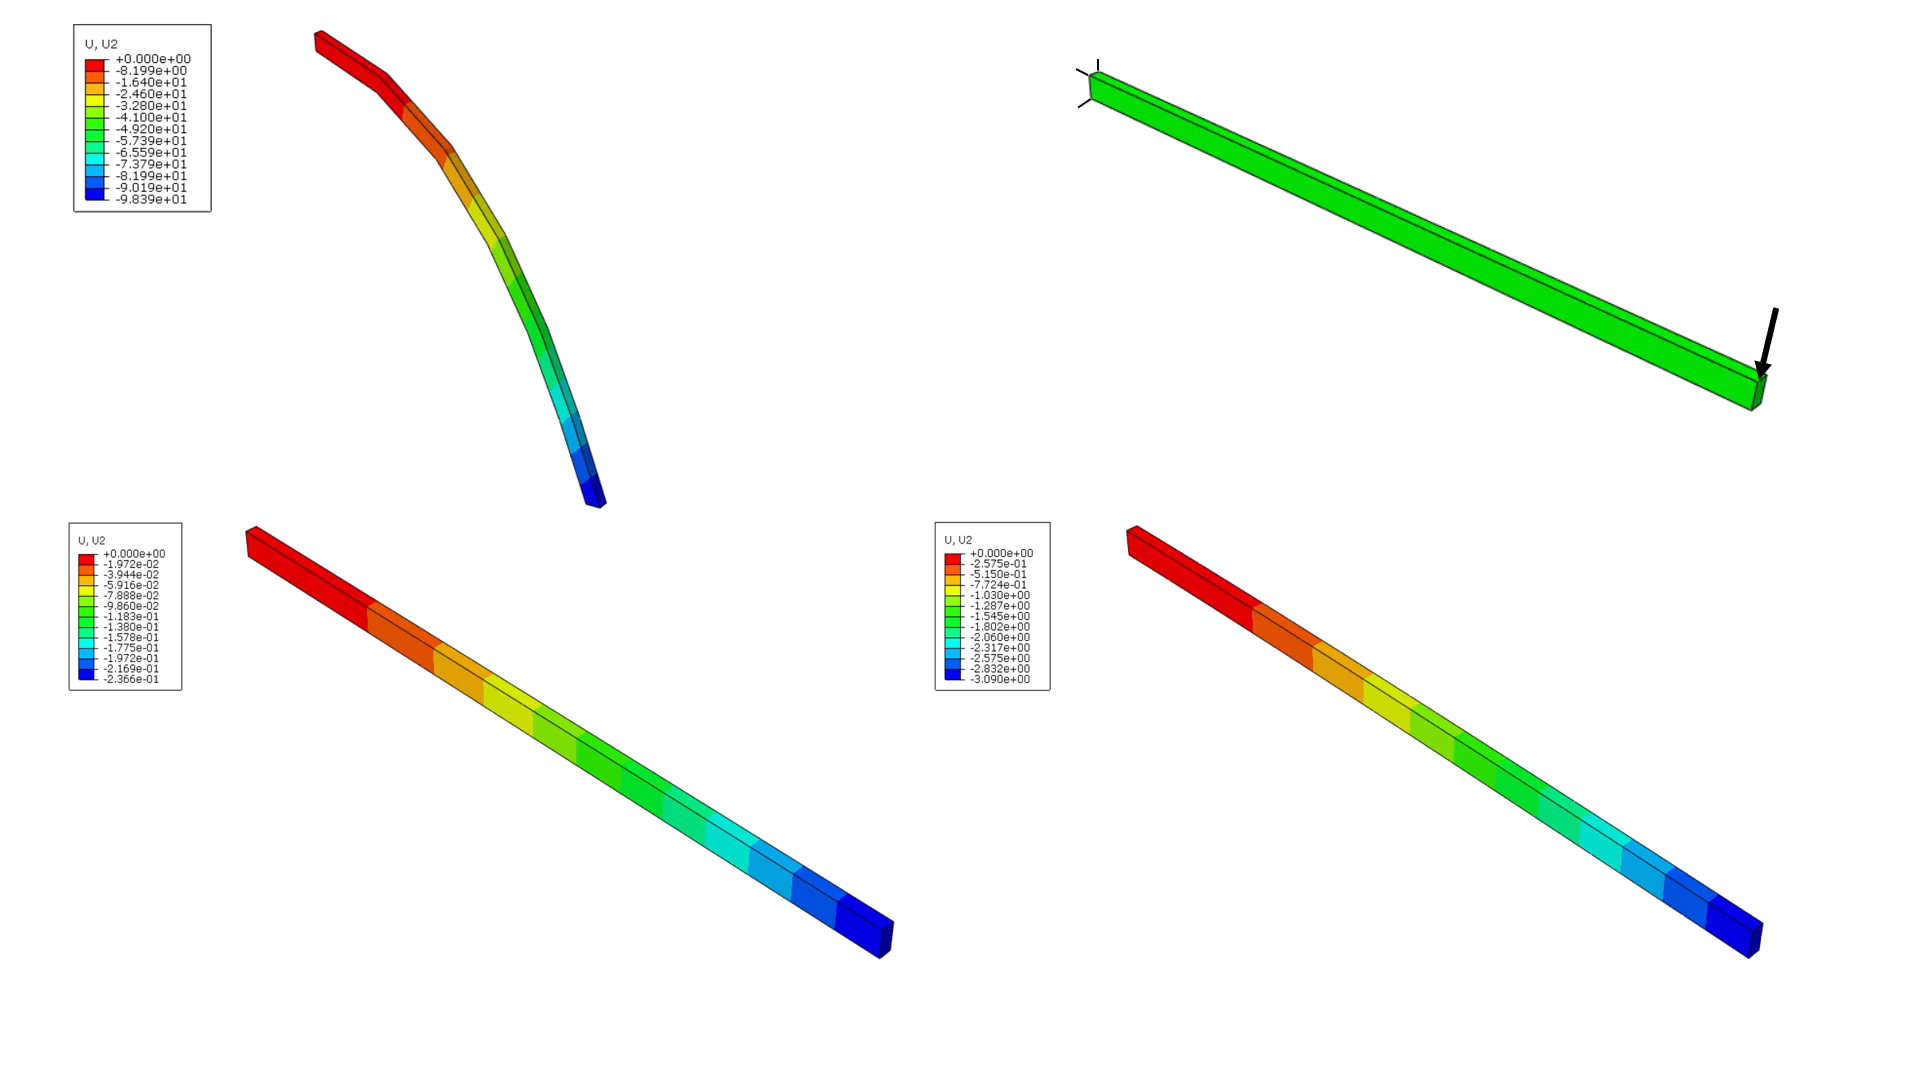 U, U2
+0.000e+00
-8.199e+00
-1.640e+01
-2.460e+01
-3.280e+01
-4.100e+01
-4.920e+01
-5.739e+01
-6.559e+01
-7.379e+01
-8.199e+01
-9.019e+01
-9.839e+01
U, U2
+0.000e+00
-1.972e-02
-3.944e-02
-5.916e-02
-7.888e-02
-9.860e-02
-1.183e-01
-1.380e-01
-1.578e-01
-1.775e-01
-1.972e-01
-2.169e-01
-2.366e-01
U, U2
+0.000e+00
-2.575e-01
-5.150e-01
-7.724e-01
-1.030e+00
-1.287e+00
-1.545e+00
-1.802e+00
-2.060e+00
-2.317e+00
-2.575e+00
-2.832e+00
-3.090e+00